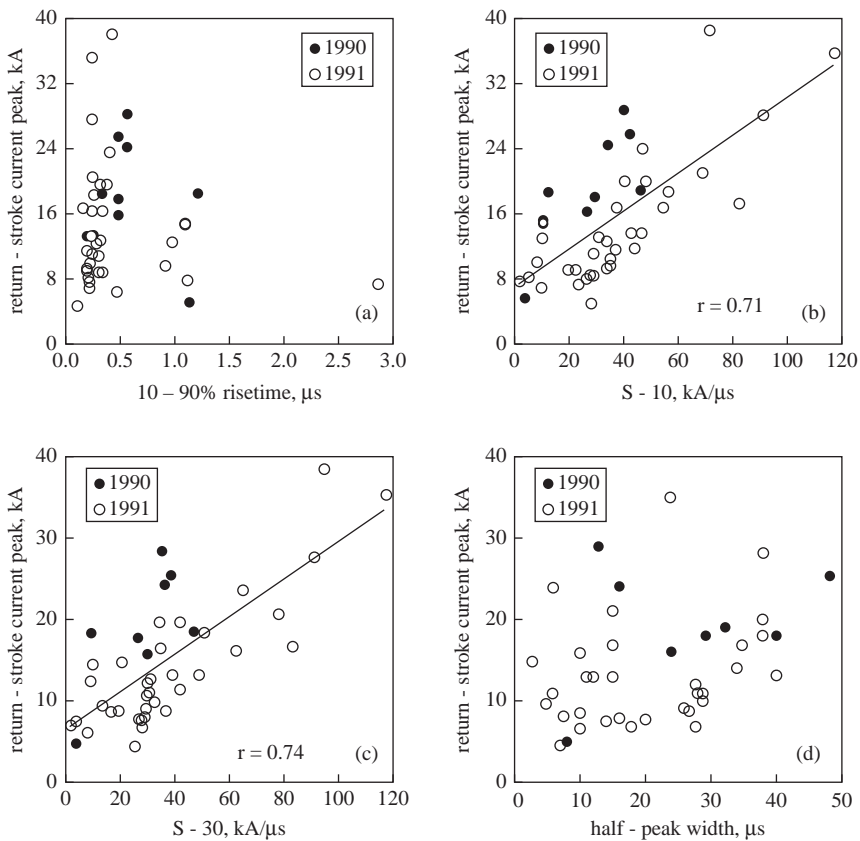 return - stroke current peak, kA
40
32
24
16
8
0
1990
1991
(a)
0.0 0.5 1.0 1.5 2.0 2.5 3.0
10 – 90% risetime, μs
return - stroke current peak, kA
40
32
24
16
8
0
1990
1991
r = 0.71
(b)
0 20 40 60 80 100 120
S - 10, kA/μs
return - stroke current peak, kA
40
30
20
10
0
1990
1991
r = 0.74
(c)
0 20 40 60 80 100 120
S - 30, kA/μs
return - stroke current peak, kA
40
30
20
10
0
1990
1991
(d)
0 10 20 30 40 50
half - peak width, μs